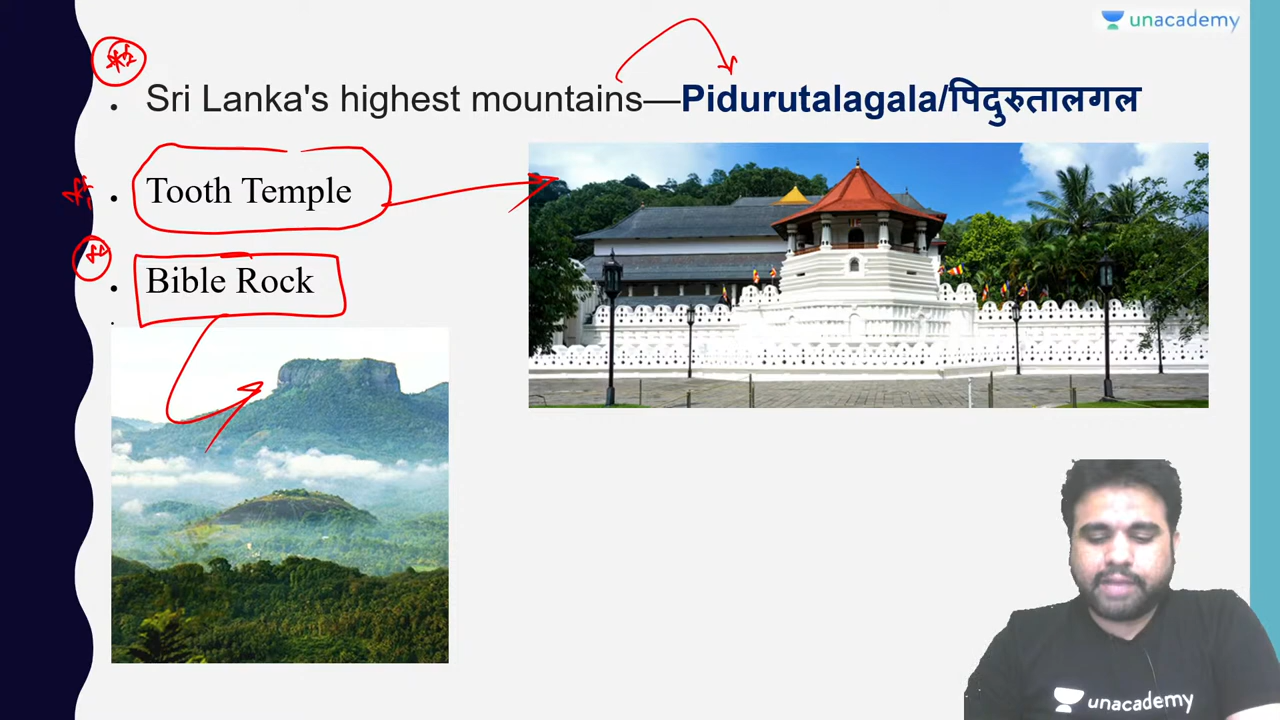 unacademy
Sri Lanka's highest mountains—Pidurutalagala/पिदुरुतालगल
Tooth Temple
Bible Rock
unacademy